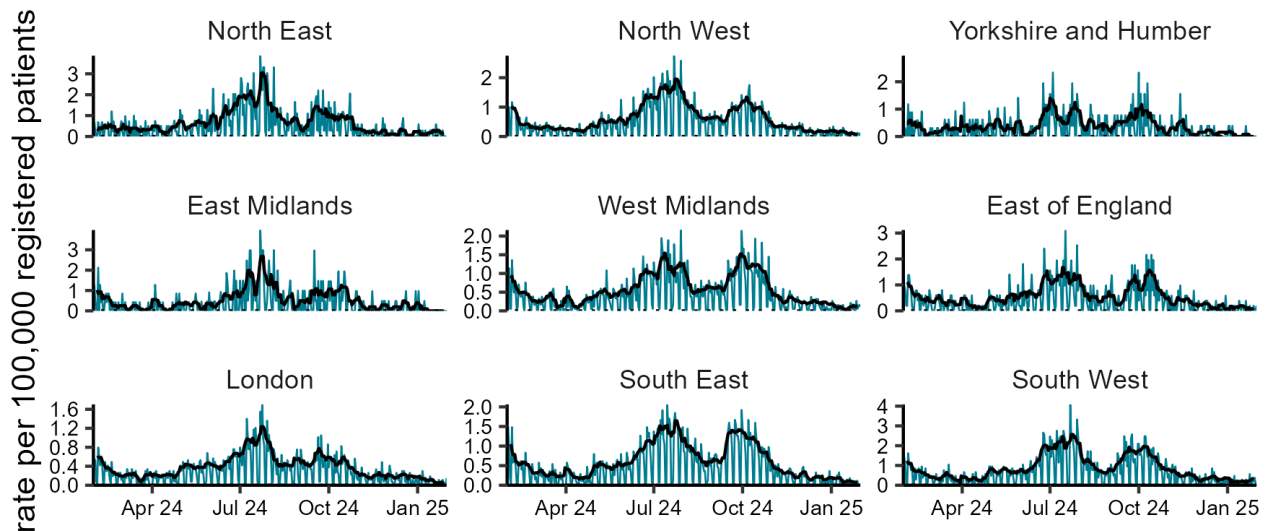 rate per 100,000 registered patients
North East
North West
Yorkshire and Humber
3
2
1
0
2
1
0
2
1
0
East Midlands
West Midlands
East of England
3
2
1
0
2.0
1.5
1.0
0.5
0.0
3
2
1
0
London
South East
South West
1.6
1.2
0.8
0.4
0.0
2.0
1.5
1.0
0.5
0.0
4
3
2
1
0
Apr 24 Jul 24 Oct 24 Jan 25
Apr 24 Jul 24 Oct 24 Jan 25
Apr 24 Jul 24 Oct 24 Jan 25